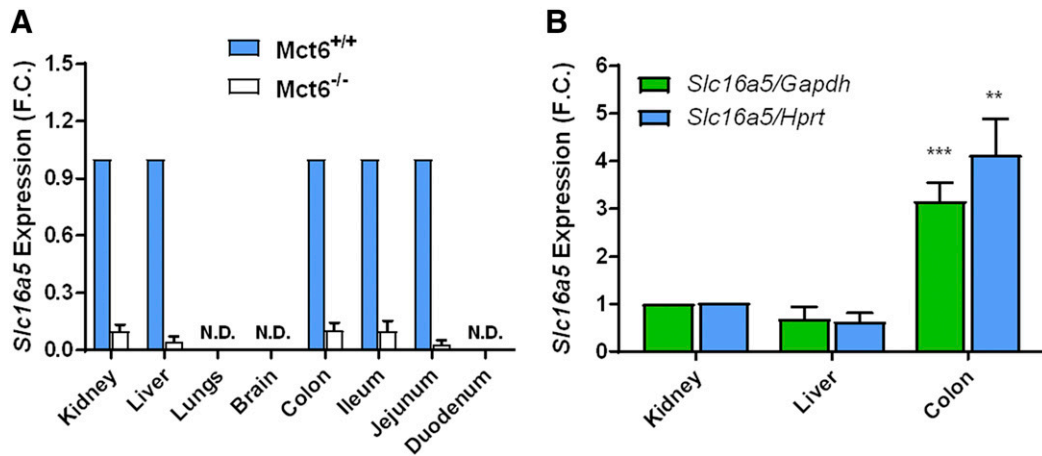 A
Mct6+/+
Mct6-/-
Slc16a5 Expression (F.C.)
1.5
1.2
0.9
0.6
0.3
0.0
N.D. N.D. N.D.
Kidney Liver Lungs Brain Colon Ileum Jejunum Duodenum
B
Slc16a5/Gapdh
Slc16a5/Hprt
Slc16a5 Expression (F.C.)
6
5
4
3
2
1
0
*** **
Kidney Liver Colon